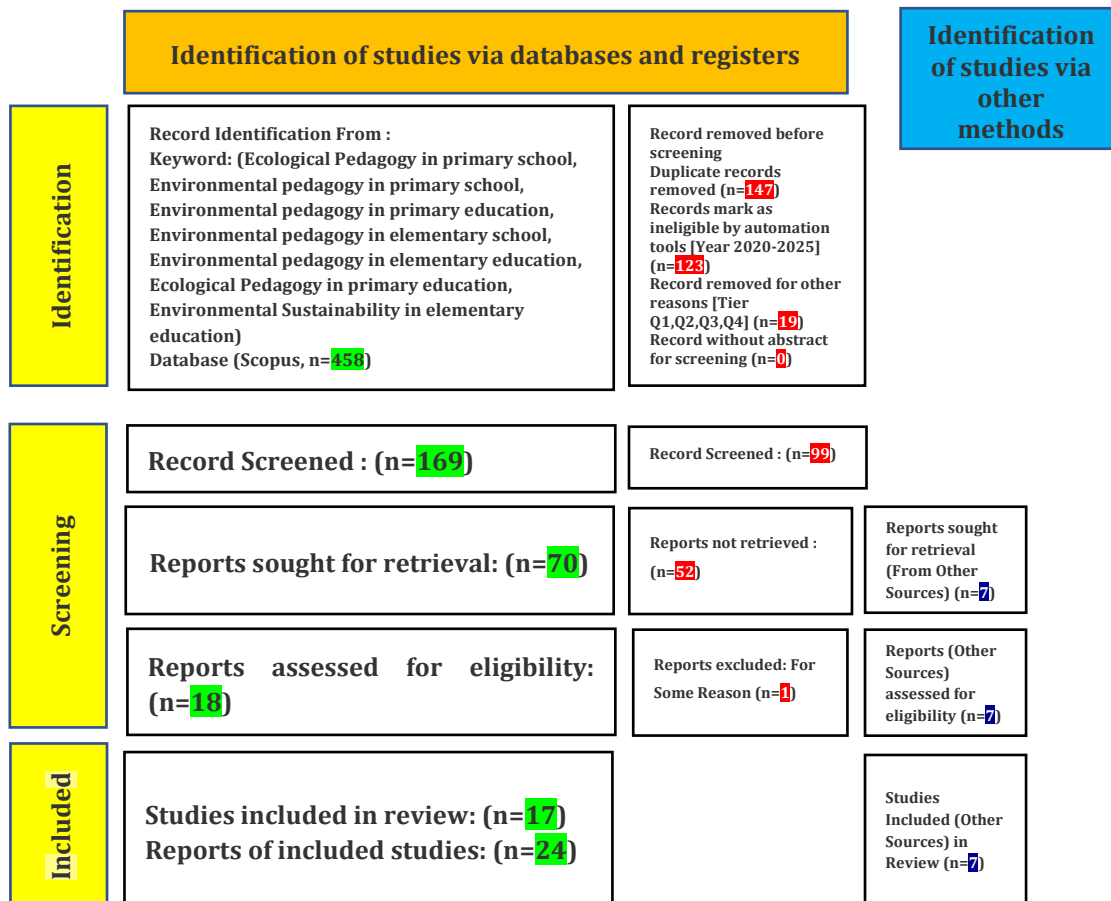 Identification of studies via databases and registers
Identification
of studies via
other
methods
Identification
Record Identification From :
Keyword: (Ecological Pedagogy in primary school,
Environmental pedagogy in primary school,
Environmental pedagogy in primary education,
Environmental pedagogy in elementary school,
Environmental pedagogy in elementary education,
Ecological Pedagogy in primary education,
Environmental Sustainability in elementary
education)
Database (Scopus, n=458)
Record removed before
screening
Duplicate records
removed (n=147)
Records mark as
ineligible by automation
tools [Year 2020-2025]
(n=123)
Record removed for other
reasons [Tier
Q1,Q2,Q3,Q4] (n=19)
Record without abstract
for screening (n=0)
Screening
Record Screened : (n=169)
Record Screened : (n=99)
Reports sought for retrieval: (n=70)
Reports not retrieved :
(n=52)
Reports sought
for retrieval
(From Other
Sources) (n=7)
Reports assessed for eligibility:
(n=18)
Reports excluded: For
Some Reason (n=1)
Reports (Other
Sources)
assessed for
eligibility (n=7)
Included
Studies included in review: (n=17)
Reports of included studies: (n=24)
Studies
Included (Other
Sources) in
Review (n=7)